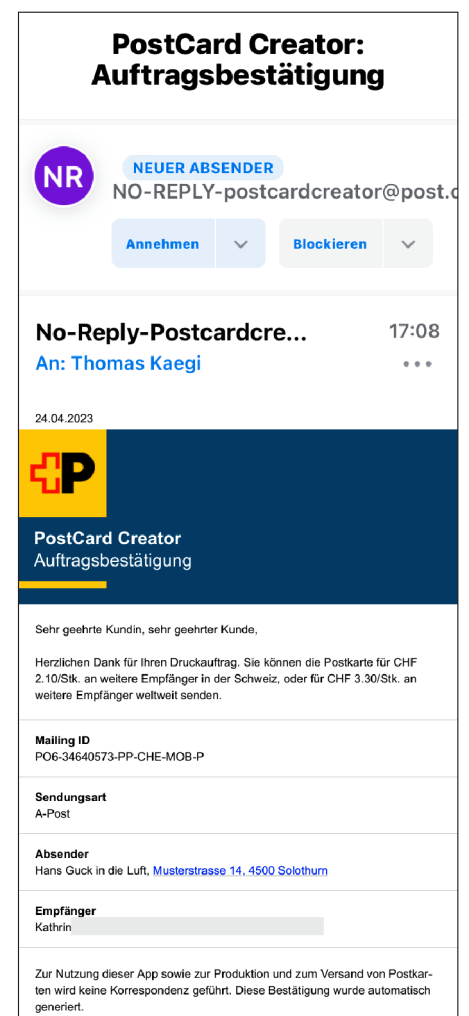 PostCard Creator:
Auftragsbestätigung
NR
NEUER ABSENDER
NO-REPLY-postcardcreator@post.c
Annehmen
Blockieren
No-Reply-Postcardcre...
17:08
An: Thomas Kaegi
24.04.2023
P
PostCard Creator
Auftragsbestätigung
Sehr geehrte Kundin, sehr geehrter Kunde,
Herzlichen Dank für Ihren Druckauftrag. Sie können die Postkarte für CHF
2.10/Stk. an weitere Empfänger in der Schweiz, oder für CHF 3.30/Stk. an
weitere Empfänger weltweit senden.
Mailing ID
PO6-34640573-PP-CHE-MOB-P
Sendungsart
A-Post
Absender
Hans Guck in die Luft, Musterstrasse 14, 4500 Solothurn
Empfänger
Kathrin
Zur Nutzung dieser App sowie zur Produktion und zum Versand von Postkar-
ten wird keine Korrespondenz geführt. Diese Bestätigung wurde automatisch
generiert.